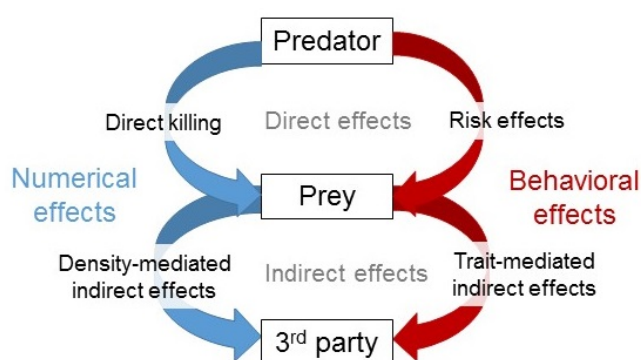 Predator
Direct killing
Direct effects
Risk effects
Numerical
effects
Prey
Behavioral
effects
Density-mediated
indirect effects
Indirect effects
Trait-mediated
indirect effects
3rd party